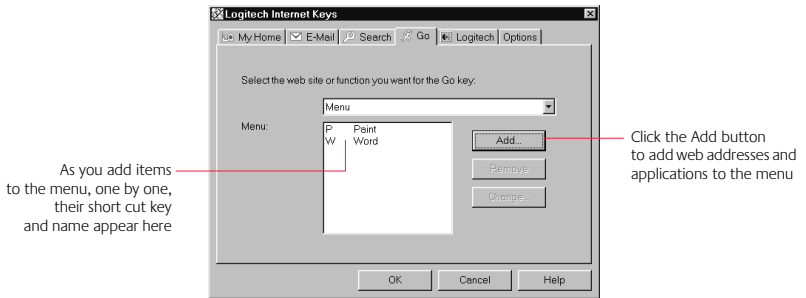 Logitech Internet Keys
My Home E-Mail Search Go Logitech Options
Select the web site or function you want for the Go key:
Menu
Menu:
P Paint
W Word
Add...
Remove
Change...
OK Cancel Help
As you add items
to the menu, one by one,
their short cut key
and name appear here
Click the Add button
to add web addresses and
applications to the menu